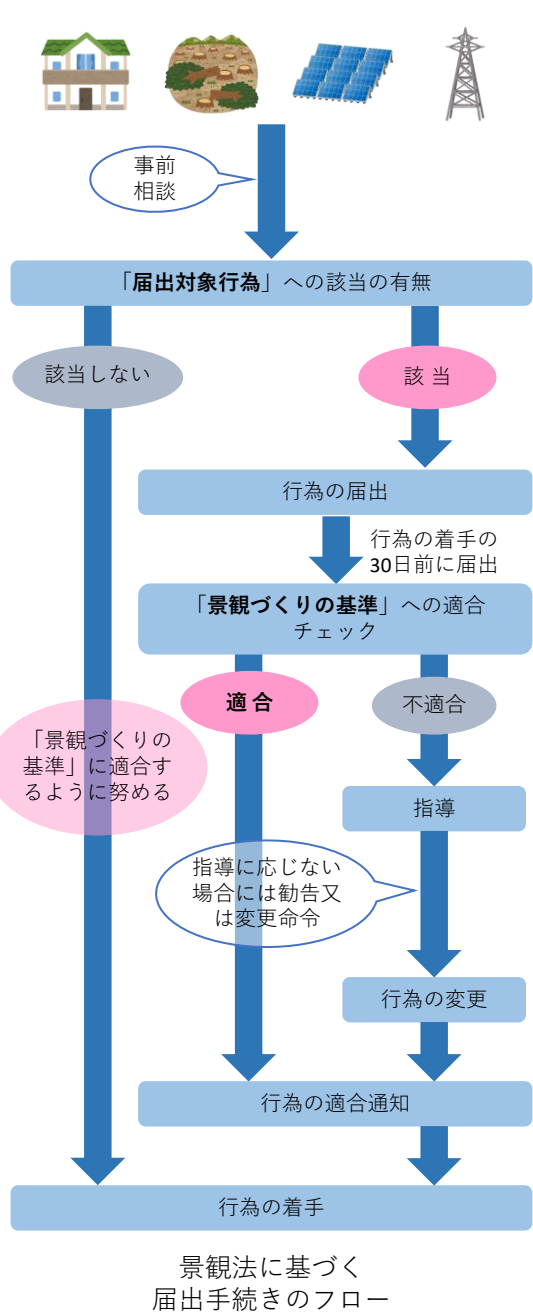 事前
相談
「届出対象行為」への該当の有無
該当しない
該 当
行為の届出
行為の着手の
30日前に届出
「景観づくりの基準」への適合
チェック
適 合
不適合
「景観づくりの
基準」に適合す
るように努める
指導
指導に応じない
場合には勧告又
は変更命令
行為の変更
行為の適合通知
行為の着手
景観法に基づく
届出手続きのフロー